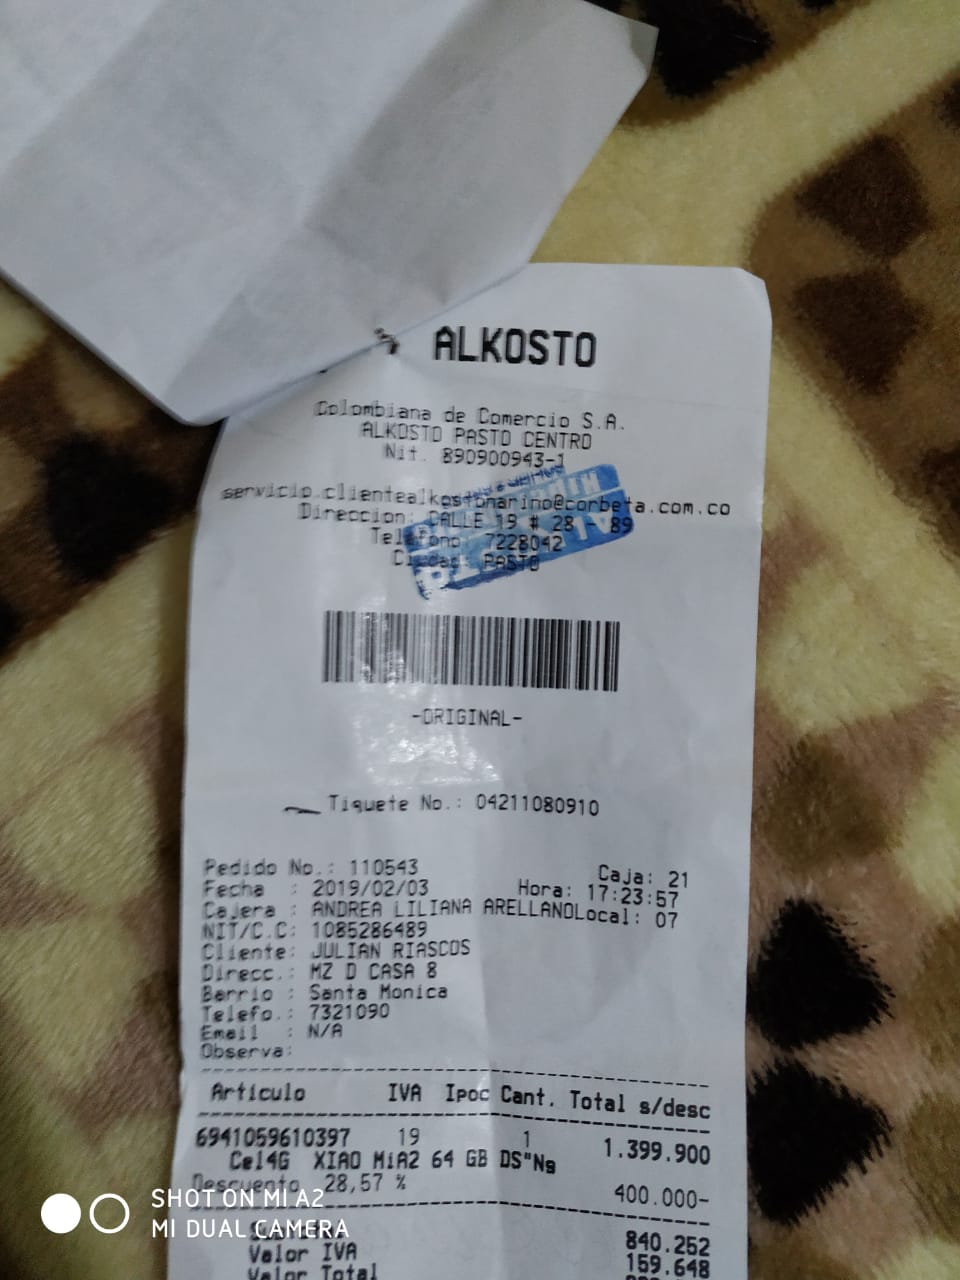 ALKOSTO
Colombiana de Comercio S.A.
ALKOSTO PASTO CENTRO
Nit. 890900943-1
servicio.clientealkostonarino@corbeta.com.co
Direccion: CALLE 19 # 28 - 89
Telefono: 7228042
Ciudad: PASTO
-ORIGINAL-
Tiquete No.: 04211080910
Pedido No.: 110543 Caja: 21
Fecha : 2019/02/03 Hora: 17:23:57
Cajera : ANDREA LILIANA ARELLANOLocal: 07
NIT/C.C: 1085286489
Cliente: JULIAN RIASCOS
Direcc.: MZ D CASA 8
Barrio : Santa Monica
Telefo.: 7321090
Email : N/A
Observa:
Articulo IVA Ipoc Cant. Total s/desc
6941059610397 19 1 1.399.900
Cel4G XIAO MiA2 64 GB DS"Ng
Descuento 28,57 % 400.000-
840.252
Valor IVA 159.648
Valor Total
SHOT ON MI A2
MI DUAL CAMERA